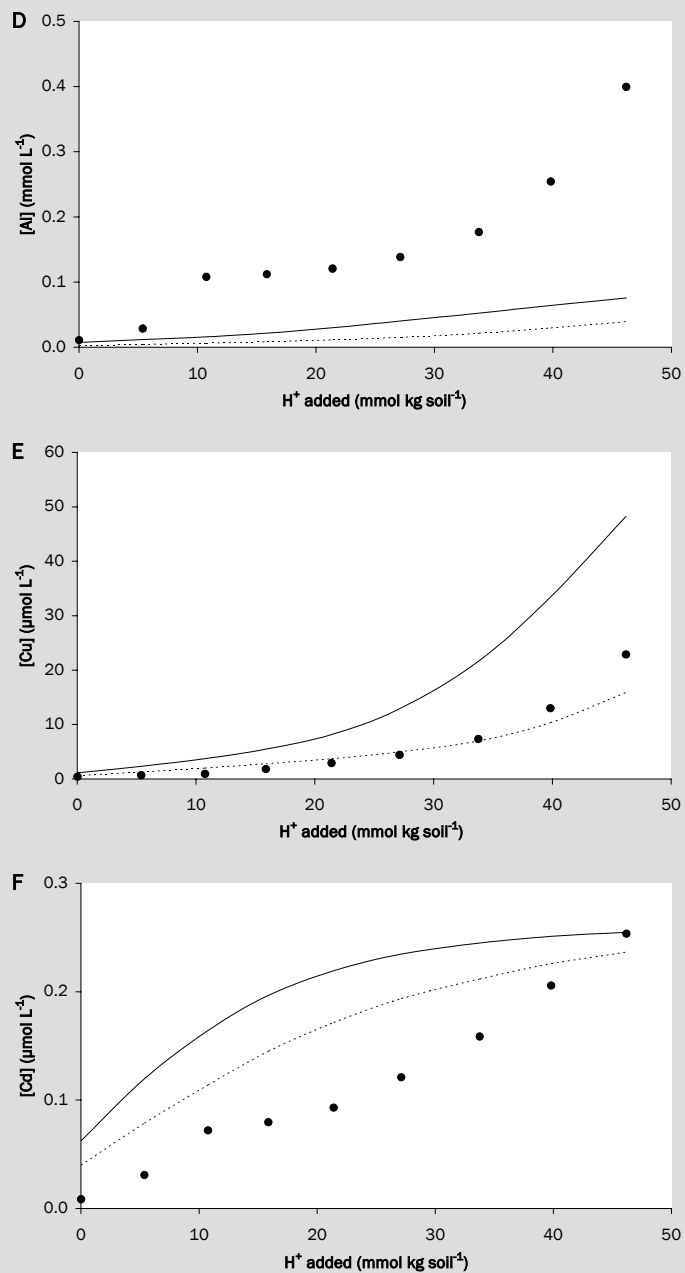 D
0.5
0.4
0.3
0.2
0.1
0.0
[Al] (mmol L⁻¹)
0 10 20 30 40 50
H⁺ added (mmol kg soil⁻¹)
E
60
50
40
30
20
10
0
[Cu] (µmol L⁻¹)
0 10 20 30 40 50
H⁺ added (mmol kg soil⁻¹)
F
0.3
0.2
0.1
0.0
[Cd] (µmol L⁻¹)
0 10 20 30 40 50
H⁺ added (mmol kg soil⁻¹)